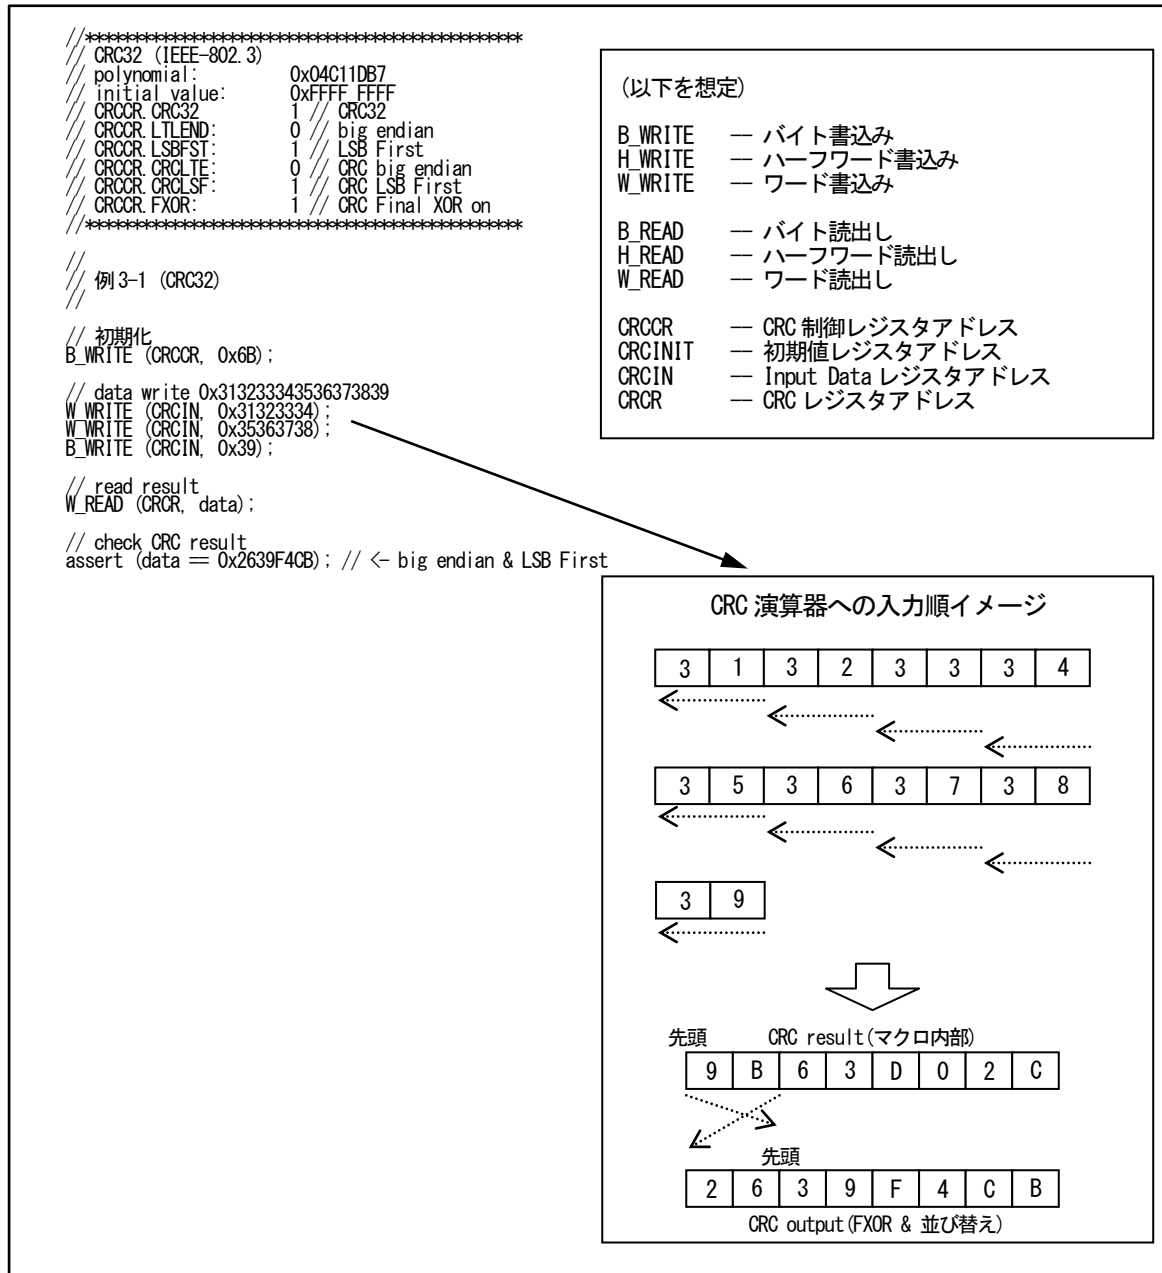 //**********************************************
// CRC32 (IEEE-802.3)
// polynomial: 0x04C11DB7
// initial value: 0xFFFF_FFFF
// CRCCR.CRC32 1 // CRC32
// CRCCR.LTLEND: 0 // big endian
// CRCCR.LSBFST: 1 // LSB First
// CRCCR.CRCLTE: 0 // CRC big endian
// CRCCR.CRCLSF: 1 // CRC LSB First
// CRCCR.FXOR: 1 // CRC Final XOR on
//**********************************************
//
// 例 3-1 (CRC32)
//
// 初期化
B_WRITE (CRCCR, 0x6B);
// data write 0x313233343536373839
W_WRITE (CRCIN, 0x31323334);
W_WRITE (CRCIN, 0x35363738);
B_WRITE (CRCIN, 0x39);
// read result
W_READ (CRCR, data);
// check CRC result
assert (data == 0x2639F4CB); // <- big endian & LSB First
(以下を想定)
B_WRITE -- バイト書込み
H_WRITE -- ハーフワード書込み
W_WRITE -- ワード書込み
B_READ -- バイト読出し
H_READ -- ハーフワード読出し
W_READ -- ワード読出し
CRCCR -- CRC 制御レジスタアドレス
CRCINIT -- 初期値レジスタアドレス
CRCIN -- Input Data レジスタアドレス
CRCR -- CRC レジスタアドレス
CRC 演算器への入力順イメージ
3 1 3 2 3 3 3 4
3 5 3 6 3 7 3 8
3 9
先頭 CRC result(マクロ内部)
9 B 6 3 D 0 2 C
先頭
2 6 3 9 F 4 C B
CRC output(FXOR & 並び替え)